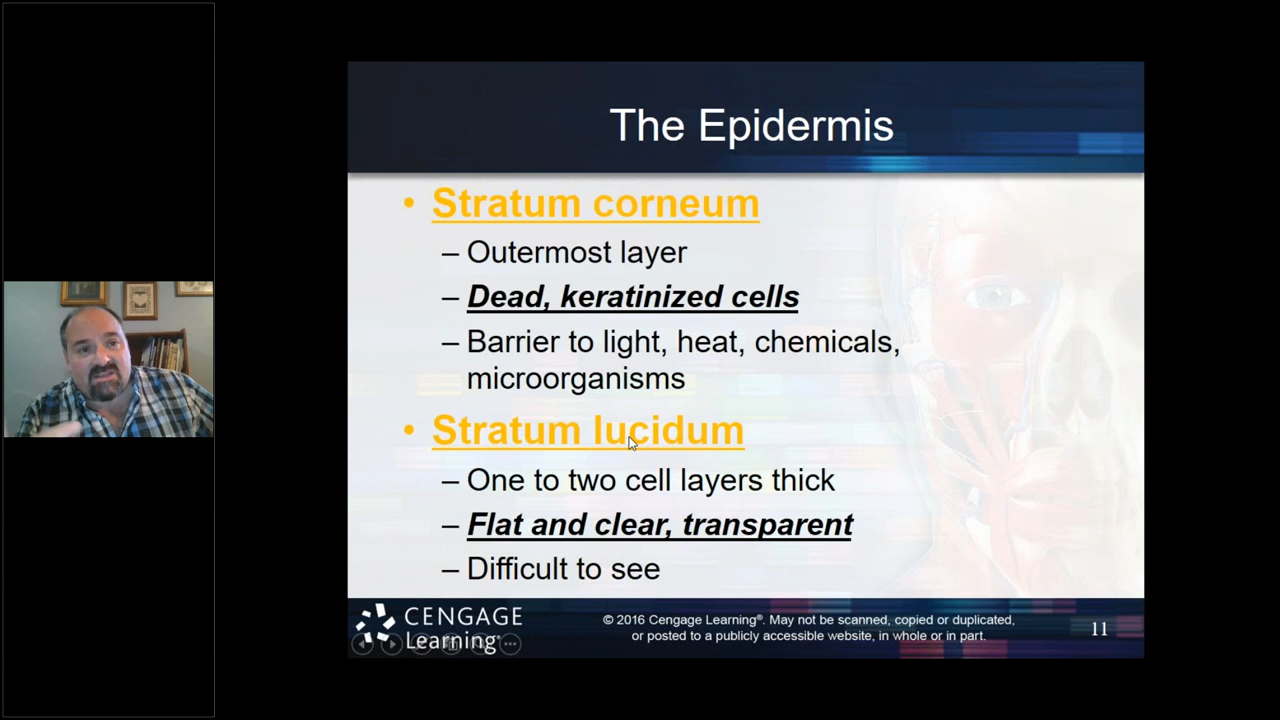 The Epidermis
• Stratum corneum
– Outermost layer
– Dead, keratinized cells
– Barrier to light, heat, chemicals,
microorganisms
• Stratum lucidum
– One to two cell layers thick
– Flat and clear, transparent
– Difficult to see
CENGAGE
Learning®
© 2016 Cengage Learning®. May not be scanned, copied or duplicated,
or posted to a publicly accessible website, in whole or in part.
11